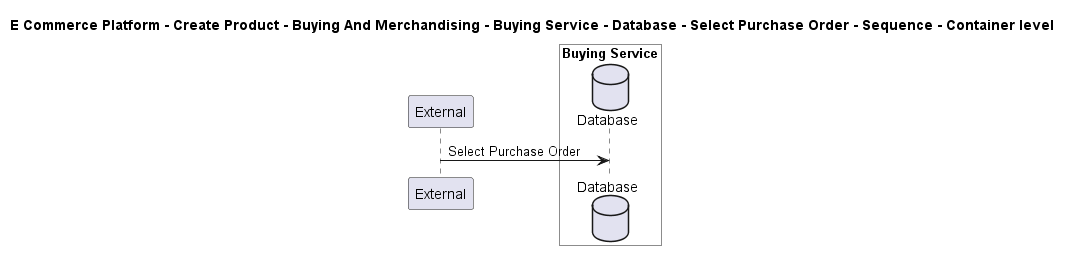 E Commerce Platform - Create Product - Buying And Merchandising - Buying Service - Database - Select Purchase Order - Sequence - Container level
Buying Service
External
Database
Select Purchase Order
External
Database